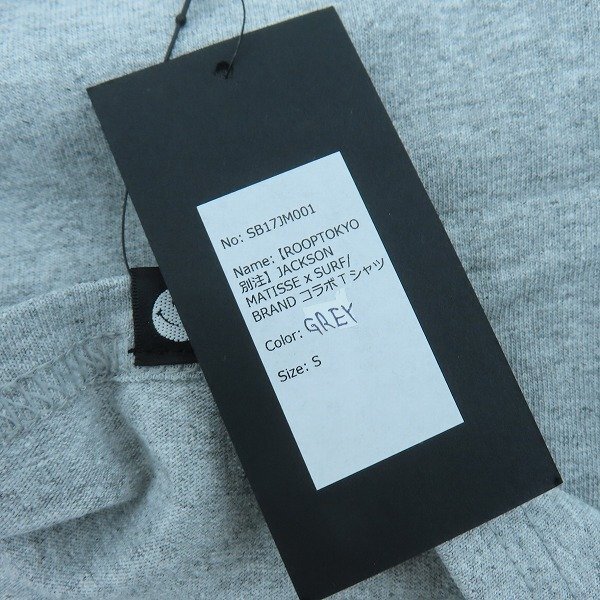 No: SB17JM001
Name:【ROOPTOKYO
別注】JACKSON
MATISSE x SURF/
BRAND コラボTシャツ
Color: GREY
Size: S